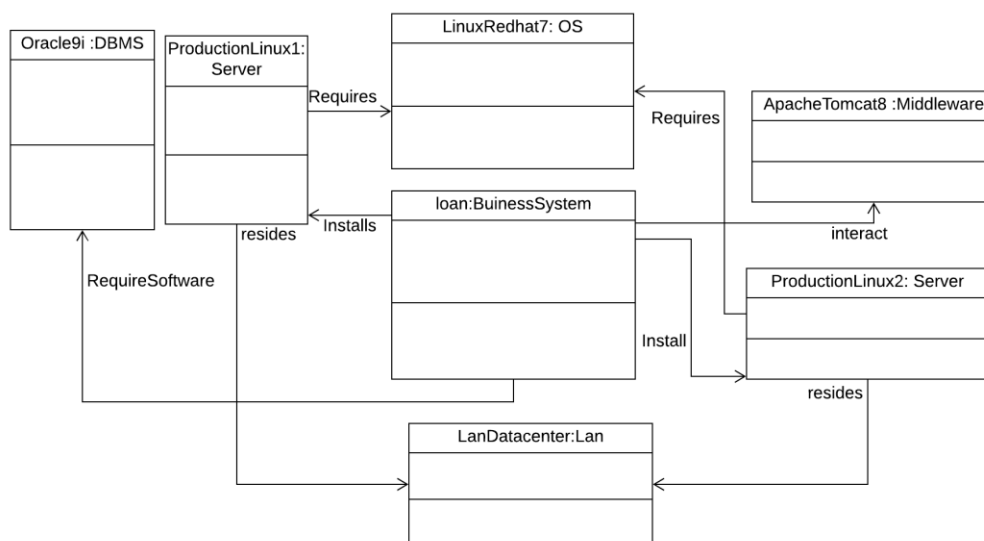 Oracle9i :DBMS
ProductionLinux1:
Server
LinuxRedhat7: OS
Requires
Requires
ApacheTomcat8 :Middleware
loan:BuinessSystem
Installs
resides
interact
RequireSoftware
ProductionLinux2: Server
Install
resides
LanDatacenter:Lan